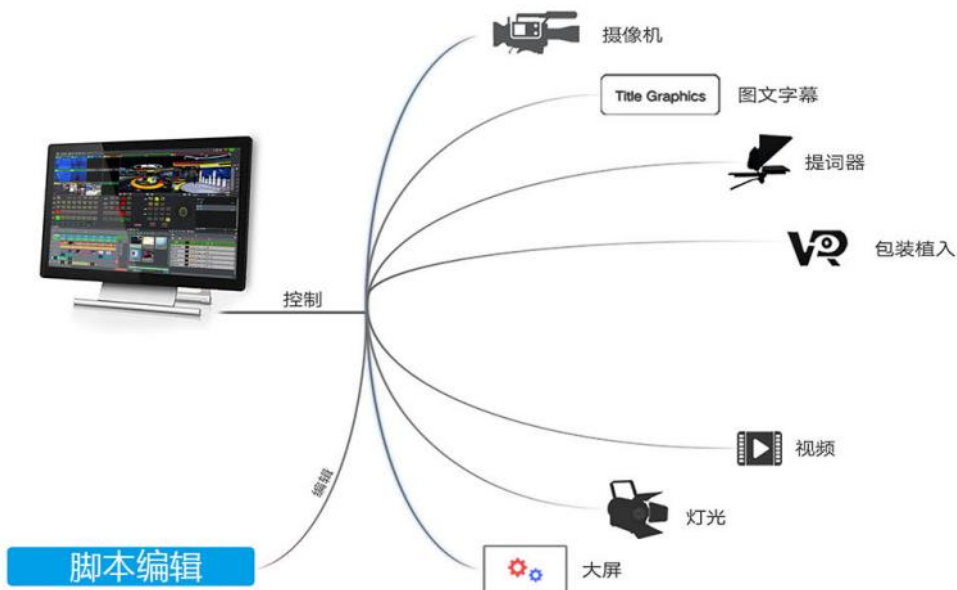 摄像机
Title Graphics
图文字幕
提词器
VR
包装植入
控制
视频
编辑
灯光
脚本编辑
大屏